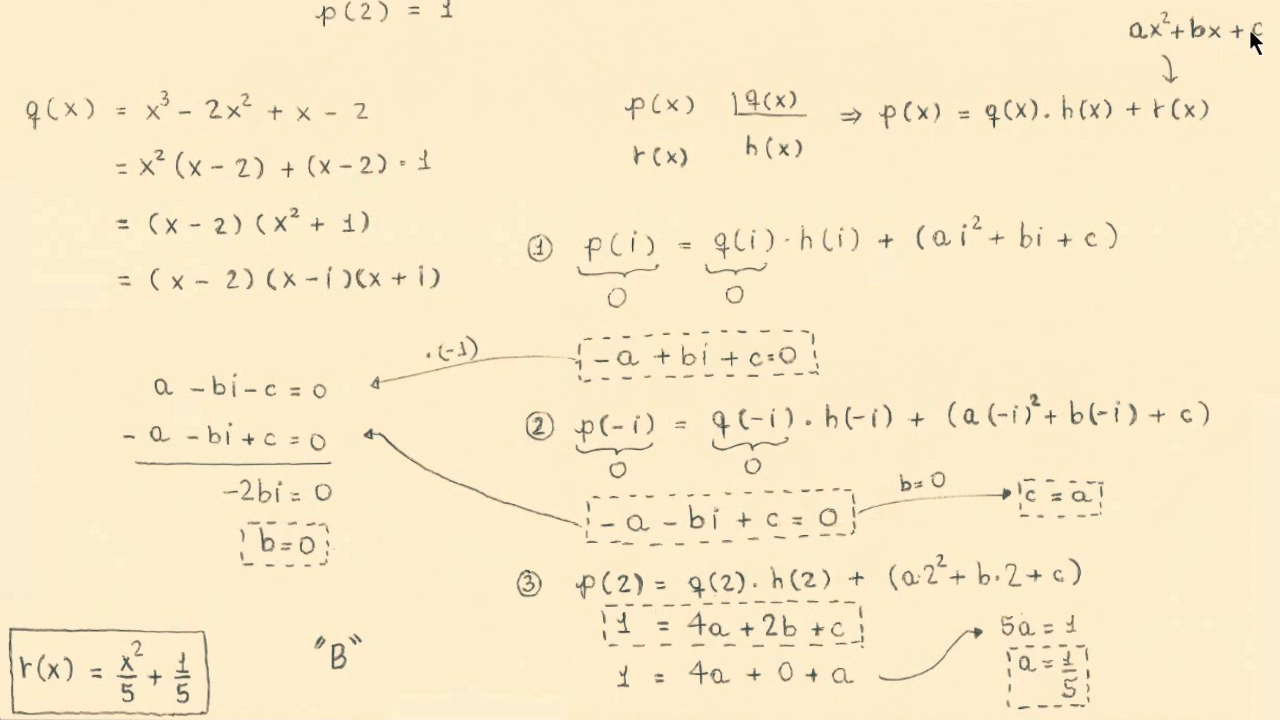 p(2) = 1
ax² + bx + c
q(x) = x³ - 2x² + x - 2
= x² (x - 2) + (x - 2) · 1
= (x - 2) (x² + 1)
= (x - 2) (x - i)(x + i)
p(x) |q(x) ⇒ p(x) = q(x) . h(x) + r(x)
r(x) h(x)
① p(i) = q(i) · h(i) + (a i² + bi + c)
0 0
- a + bi + c = 0
. (-1)
a - bi - c = 0
- a - bi + c = 0
-2bi = 0
b = 0
② p(-i) = q(-i) . h(-i) + (a (-i)² + b(-i) + c)
0 0
- a - bi + c = 0
b = 0
c = a
③ p(2) = q(2) . h(2) + (a·2² + b·2 + c)
1 = 4a + 2b + c
1 = 4a + 0 + a
5a = 1
a = 1/5
r(x) = x²/5 + 1/5
"B"